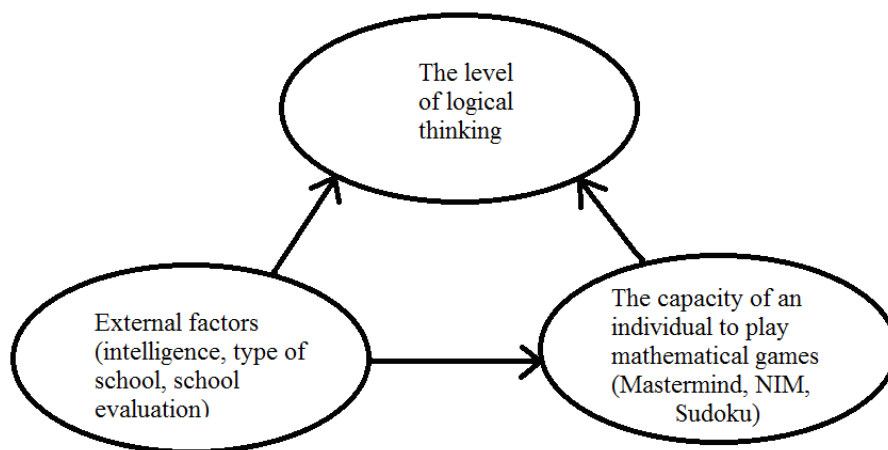 The level
of logical
thinking
External factors
(intelligence, type of
school, school
evaluation)
The capacity of an
individual to play
mathematical games
(Mastermind, NIM,
Sudoku)